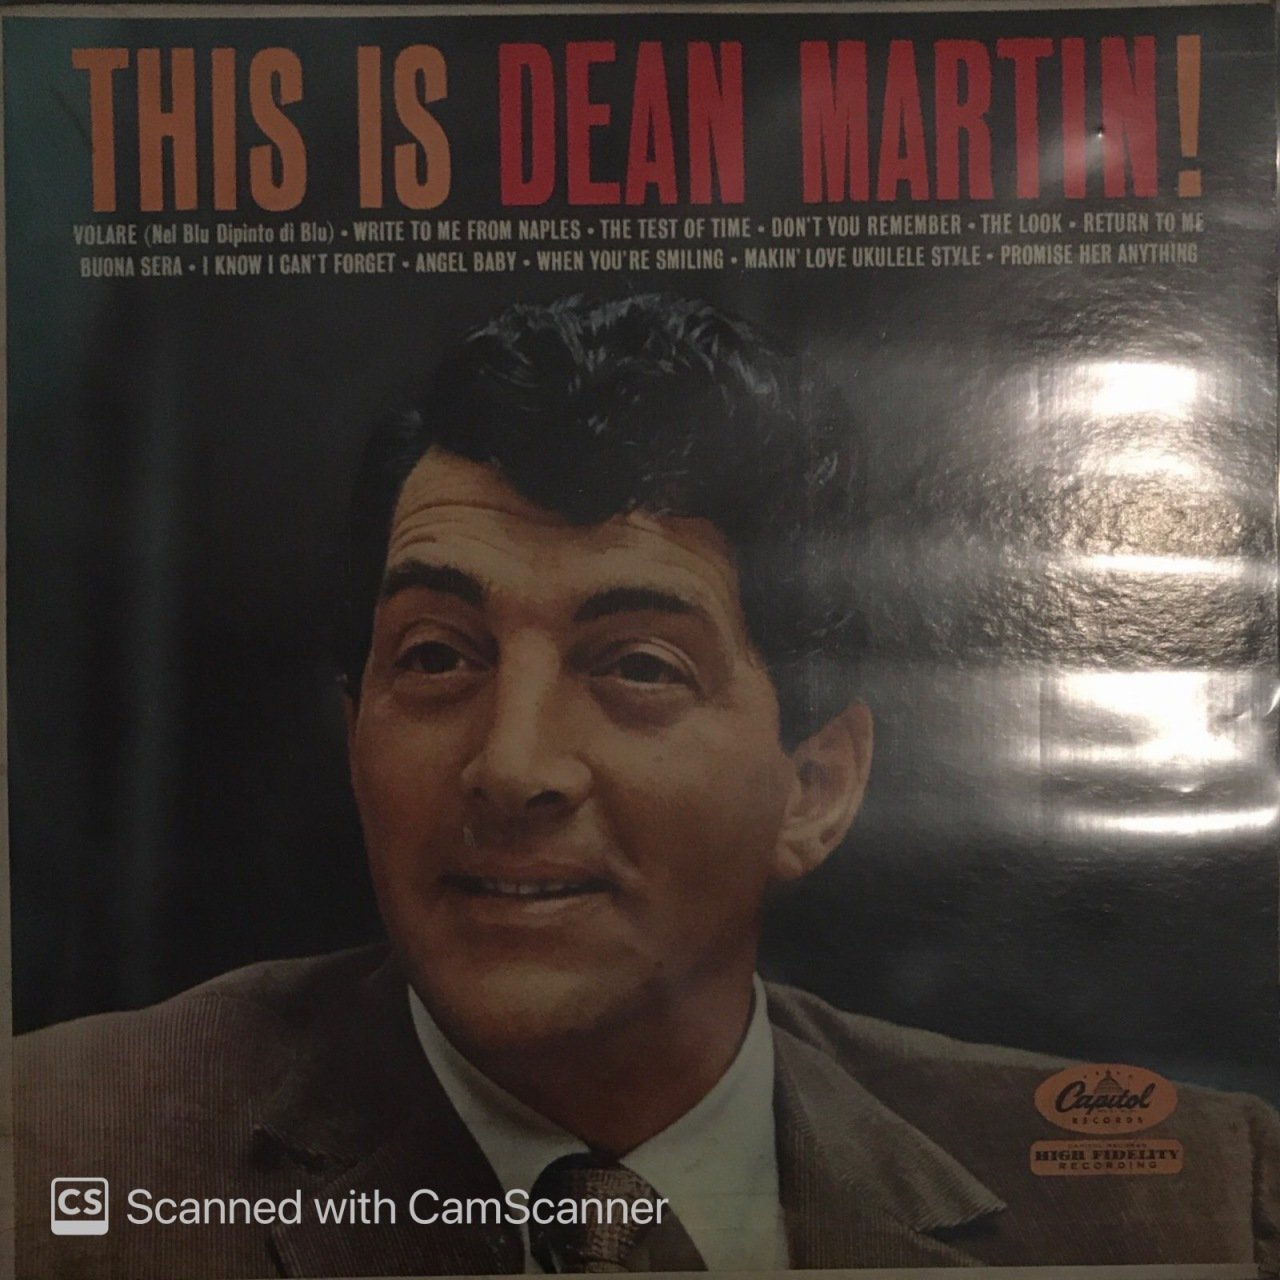 THIS IS DEAN MARTIN!
VOLARE (Nel Blu Dipinto di Blu) • WRITE TO ME FROM NAPLES • THE TEST OF TIME • DON'T YOU REMEMBER • THE LOOK • RETURN TO ME
BUONA SERA • I KNOW I CAN'T FORGET • ANGEL BABY • WHEN YOU'RE SMILING • MAKIN' LOVE UKULELE STYLE • PROMISE HER ANYTHING
Capitol
RECORDS
CAPITOL RECORDS
HIGH FIDELITY
RECORDING
CS Scanned with CamScanner